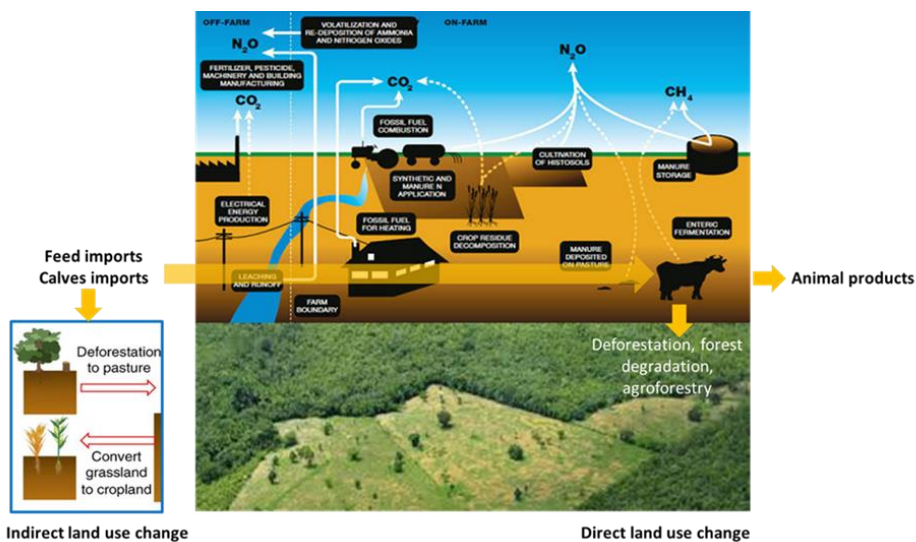 OFF-FARM
VOLATILIZATION AND
RE-DEPOSITION OF AMMONIA
AND NITROGEN OXIDES
ON-FARM
N₂O
FERTILIZER, PESTICIDE,
MACHINERY AND BUILDING
MANUFACTURING
CO₂
CO₂
N₂O
CH₄
FOSSIL FUEL
COMBUSTION
SYNTHETIC AND
MANURE N
APPLICATION
CULTIVATION
OF HISTOSOLS
MANURE
STORAGE
ELECTRICAL
ENERGY
PRODUCTION
FOSSIL FUEL
FOR HEATING
CROP RESIDUE
DECOMPOSITION
ENTERIC
FERMENTATION
MANURE
DEPOSITED
ON PASTURE
LEACHING
AND RUNOFF
FARM
BOUNDARY
Feed imports
Calves imports
Animal products
Deforestation
to pasture
Convert
grassland
to cropland
Deforestation, forest
degradation,
agroforestry
Indirect land use change
Direct land use change